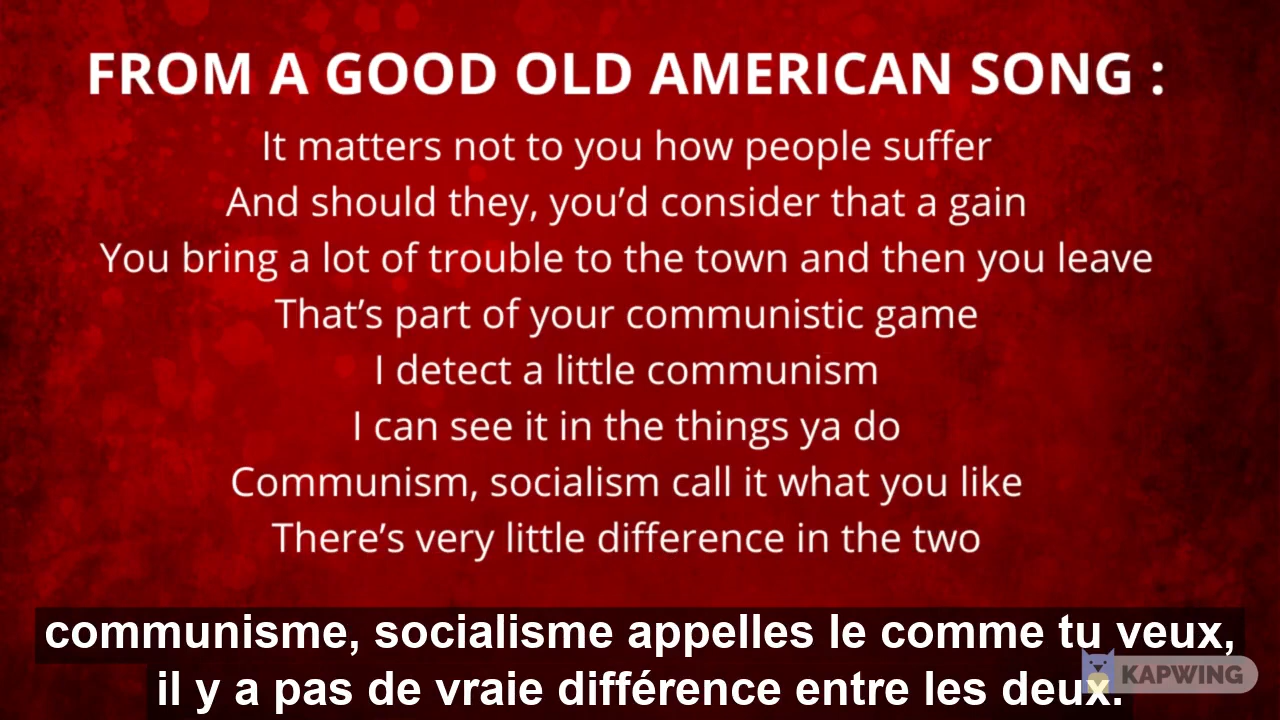 FROM A GOOD OLD AMERICAN SONG :
It matters not to you how people suffer
And should they, you’d consider that a gain
You bring a lot of trouble to the town and then you leave
That’s part of your communistic game
I detect a little communism
I can see it in the things ya do
Communism, socialism call it what you like
There’s very little difference in the two
communisme, socialisme appelles le comme tu veux,
il y a pas de vraie différence entre les deux.
KAPWING